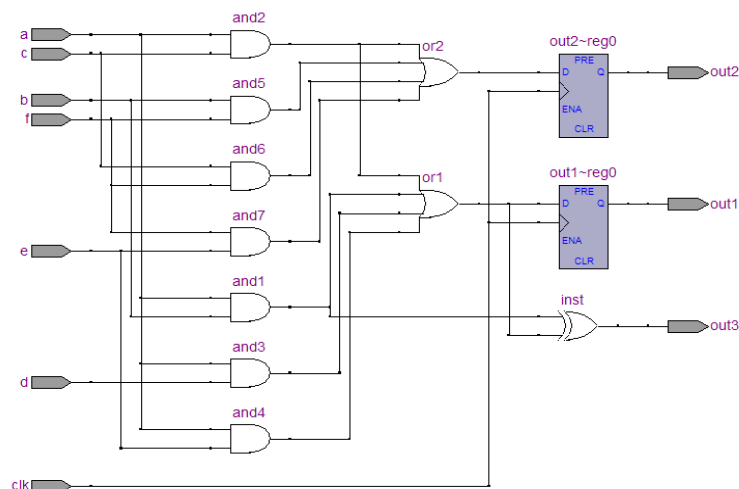 and2
a
c
or2
out2~reg0
PRE
D
Q
ENA
CLR
out2
and5
b
f
and6
or1
out1~reg0
PRE
D
Q
ENA
CLR
out1
and7
e
and1
inst
out3
and3
d
and4
clk